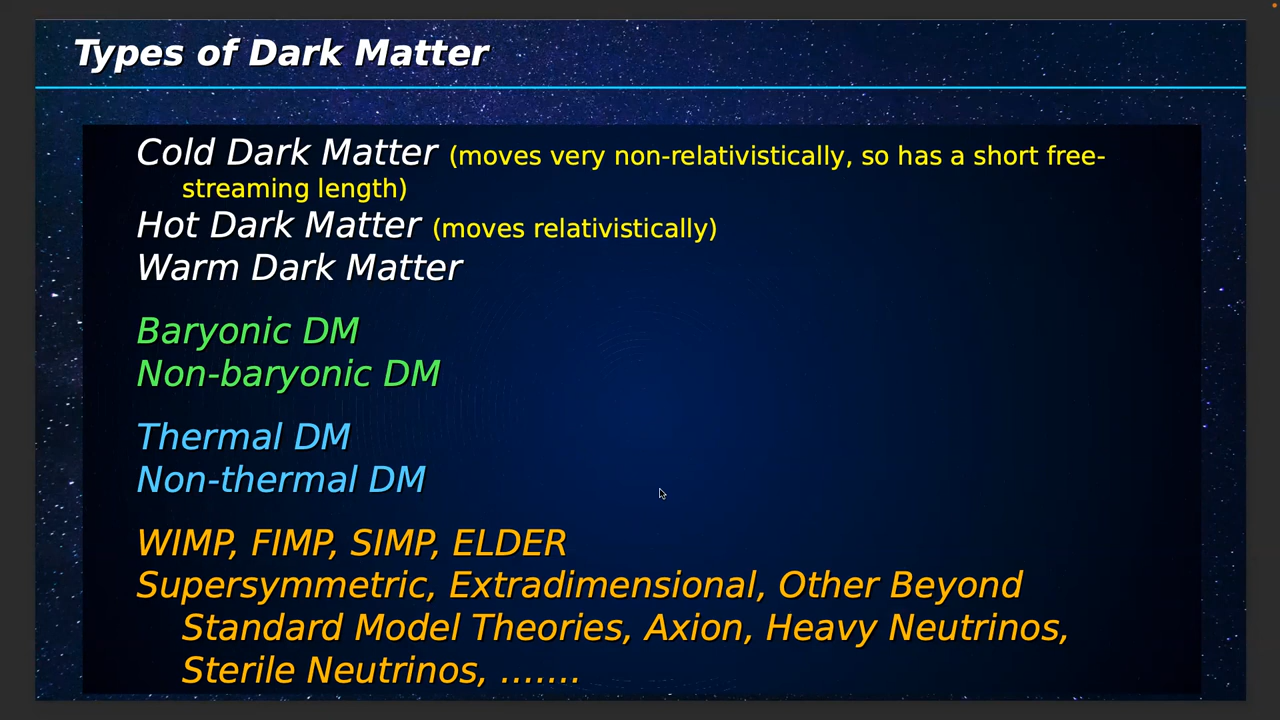 Types of Dark Matter
Cold Dark Matter (moves very non-relativistically, so has a short free-
streaming length)
Hot Dark Matter (moves relativistically)
Warm Dark Matter
Baryonic DM
Non-baryonic DM
Thermal DM
Non-thermal DM
WIMP, FIMP, SIMP, ELDER
Supersymmetric, Extradimensional, Other Beyond
Standard Model Theories, Axion, Heavy Neutrinos,
Sterile Neutrinos, .......